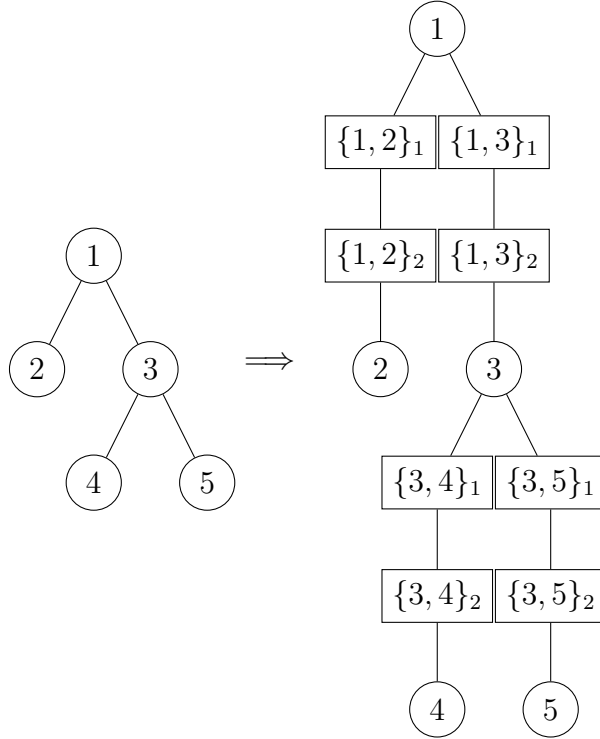 1
{1, 2}₁ {1, 3}₁
{1, 2}₂ {1, 3}₂
1
2 3 ⟹ 2 3
4 5
{3, 4}₁ {3, 5}₁
{3, 4}₂ {3, 5}₂
4 5